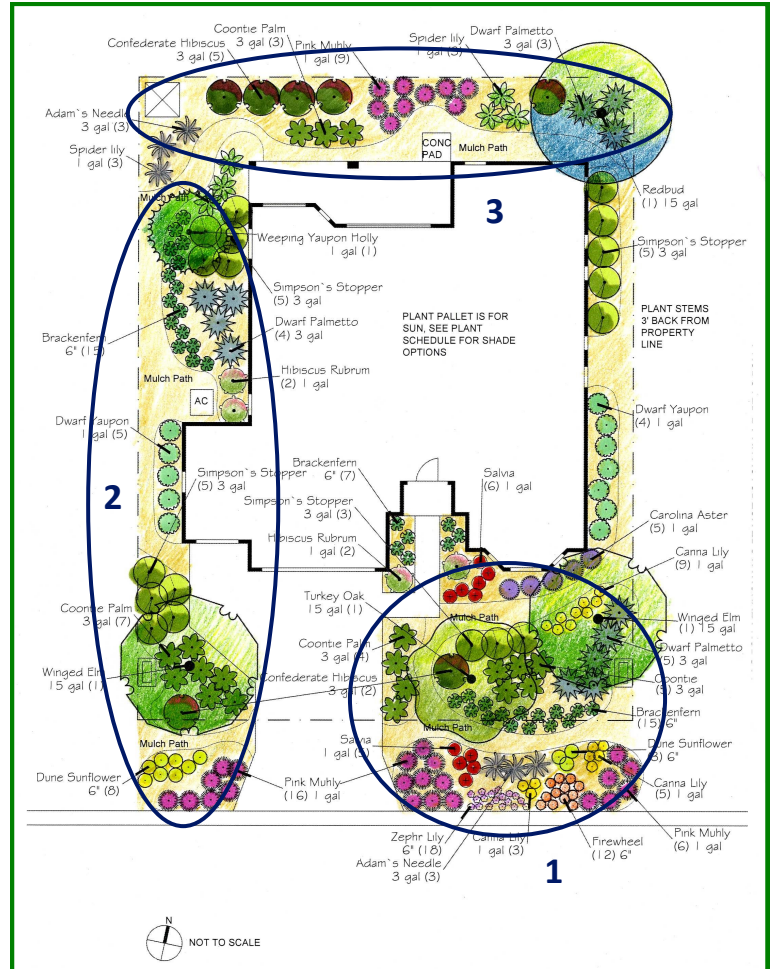 Coontie Palm
3 gal (3)
Confederate Hibiscus
3 gal (5)
Pink Muhly
1 gal (9)
Spider lily
1 gal (3)
Dwarf Palmetto
3 gal (3)
Adam`s Needle
3 gal (3)
Spider lily
1 gal (3)
CONC
PAD
Mulch Path
Mulch Path
Redbud
(1) 15 gal
3
Weeping Yaupon Holly
1 gal (1)
Simpson`s Stopper
(5) 3 gal
Simpson`s Stopper
(5) 3 gal
PLANT PALLET IS FOR
SUN, SEE PLANT
SCHEDULE FOR SHADE
OPTIONS
PLANT STEMS
3' BACK FROM
PROPERTY
LINE
Dwarf Palmetto
(4) 3 gal
Brackenfern
6" (15)
Hibiscus Rubrum
(2) 1 gal
Mulch Path
AC
Dwarf Yaupon
1 gal (5)
Dwarf Yaupon
(4) 1 gal
Simpson`s Stopper
(5) 3 gal
2
Brackenfern
6" (7)
Salvia
(6) 1 gal
Simpson`s Stopper
3 gal (3)
Hibiscus Rubrum
1 gal (2)
Carolina Aster
(5) 1 gal
Canna Lily
(9) 1 gal
Turkey Oak
15 gal (1)
Mulch Path
Winged Elm
(1) 15 gal
Coontie Palm
3 gal (7)
Coontie Palm
3 gal (4)
Dwarf Palmetto
(5) 3 gal
Winged Elm
15 gal (1)
Confederate Hibiscus
3 gal (2)
Coontie
(5) 3 gal
Brackenfern
(15) 6"
Mulch Path
Mulch Path
Salvia
1 gal (5)
Dune Sunflower
(3) 6"
Dune Sunflower
6" (8)
Pink Muhly
(16) 1 gal
Canna Lily
(5) 1 gal
Zephr Lily
6" (18)
Canna Lily
1 gal (3)
Firewheel
(12) 6"
Pink Muhly
(6) 1 gal
Adam`s Needle
3 gal (3)
1
N
NOT TO SCALE